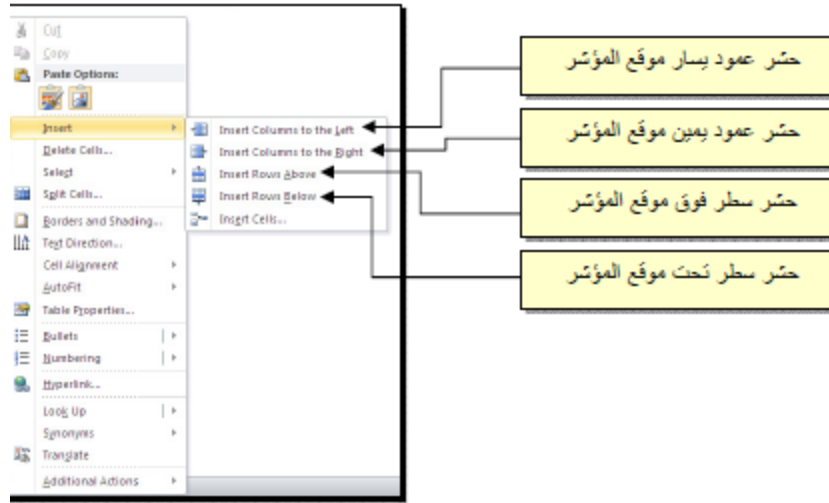 Cut
Copy
Paste Options:
Insert
Delete Cells...
Select
Split Cells...
Borders and Shading...
Text Direction...
Cell Alignment
AutoFit
Table Properties...
Bullets
Numbering
Hyperlink...
Look Up
Synonyms
Translate
Additional Actions
Insert Columns to the Left
Insert Columns to the Right
Insert Rows Above
Insert Rows Below
Insert Cells...
حشر عمود يسار موقع المؤشر
حشر عمود يمين موقع المؤشر
حشر سطر فوق موقع المؤشر
حشر سطر تحت موقع المؤشر